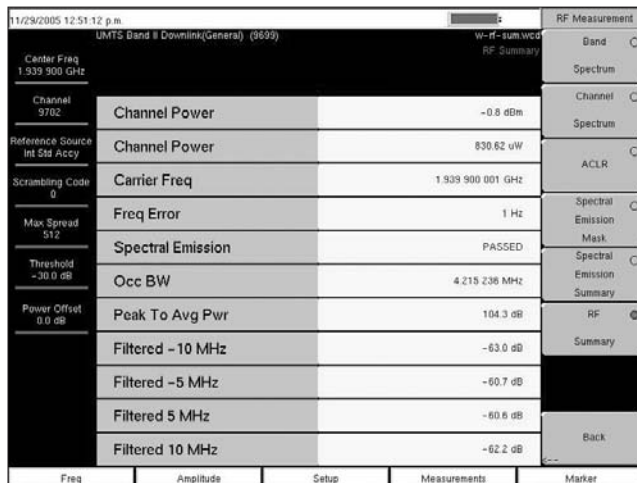 11/29/2005 12:51:12 p.m.
UMTS Band II Downlink(General) (9699)
w-rf-sum.wcd
RF Summary
Center Freq
1.939 900 GHz
Channel
9702
Reference Source
Int Std Accy
Scrambling Code
0
Max Spread
512
Threshold
-30.0 dB
Power Offset
0.0 dB
Channel Power -0.8 dBm
Channel Power 830.62 uW
Carrier Freq 1.939 900 001 GHz
Freq Error 1 Hz
Spectral Emission PASSED
Occ BW 4.215 236 MHz
Peak To Avg Pwr 104.3 dB
Filtered -10 MHz -63.0 dB
Filtered -5 MHz -60.7 dB
Filtered 5 MHz -60.6 dB
Filtered 10 MHz -62.2 dB
RF Measurement
Band
Spectrum
Channel
Spectrum
ACLR
Spectral
Emission
Mask
Spectral
Emission
Summary
RF
Summary
Back
<--
Freq Amplitude Setup Measurements Marker